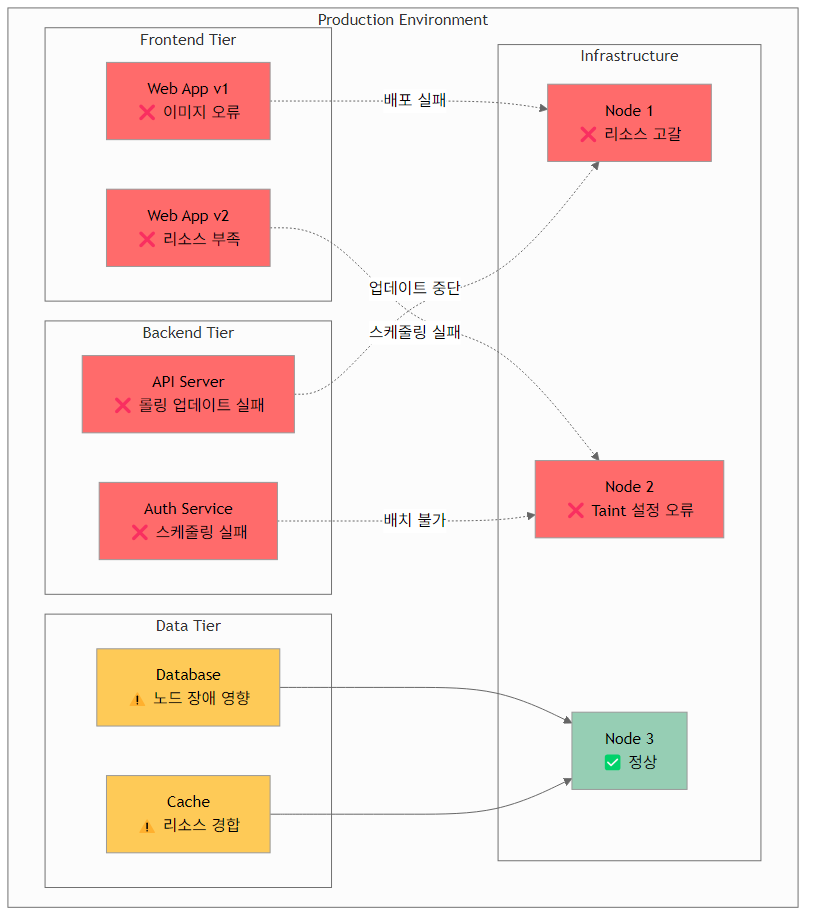 Production Environment
Frontend Tier
Web App v1
❌ 이미지 오류
Web App v2
❌ 리소스 부족
Backend Tier
API Server
❌ 롤링 업데이트 실패
Auth Service
❌ 스케줄링 실패
Data Tier
Database
⚠️ 노드 장애 영향
Cache
⚠️ 리소스 경합
배포 실패
업데이트 중단
스케줄링 실패
배치 불가
Infrastructure
Node 1
❌ 리소스 고갈
Node 2
❌ Taint 설정 오류
Node 3
✅ 정상